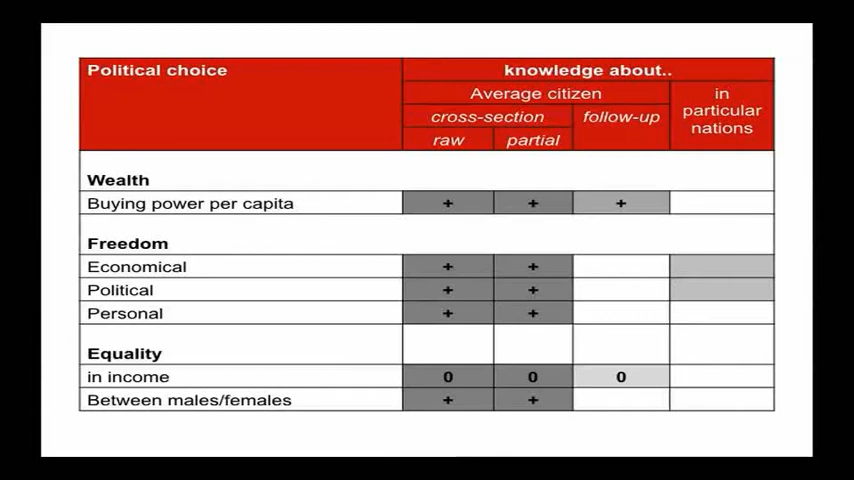 Political choice
knowledge about..
Average citizen
in particular nations
cross-section
follow-up
raw
partial
Wealth
Buying power per capita + + +
Freedom
Economical + +
Political + +
Personal + +
Equality
in income 0 0 0
Between males/females + +